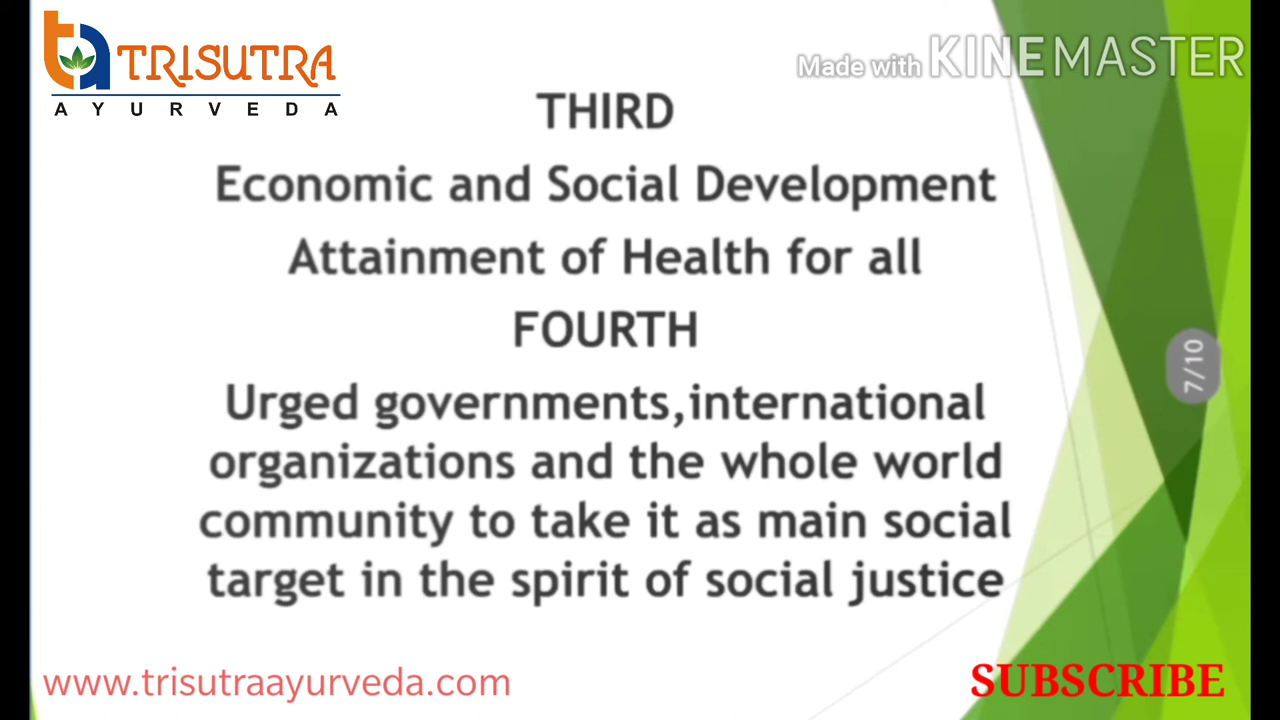 ta TRISUTRA
AYURVEDA
Made with KINEMASTER
THIRD
Economic and Social Development
Attainment of Health for all
FOURTH
Urged governments,international
organizations and the whole world
community to take it as main social
target in the spirit of social justice
7/10
www.trisutraayurveda.com
SUBSCRIBE